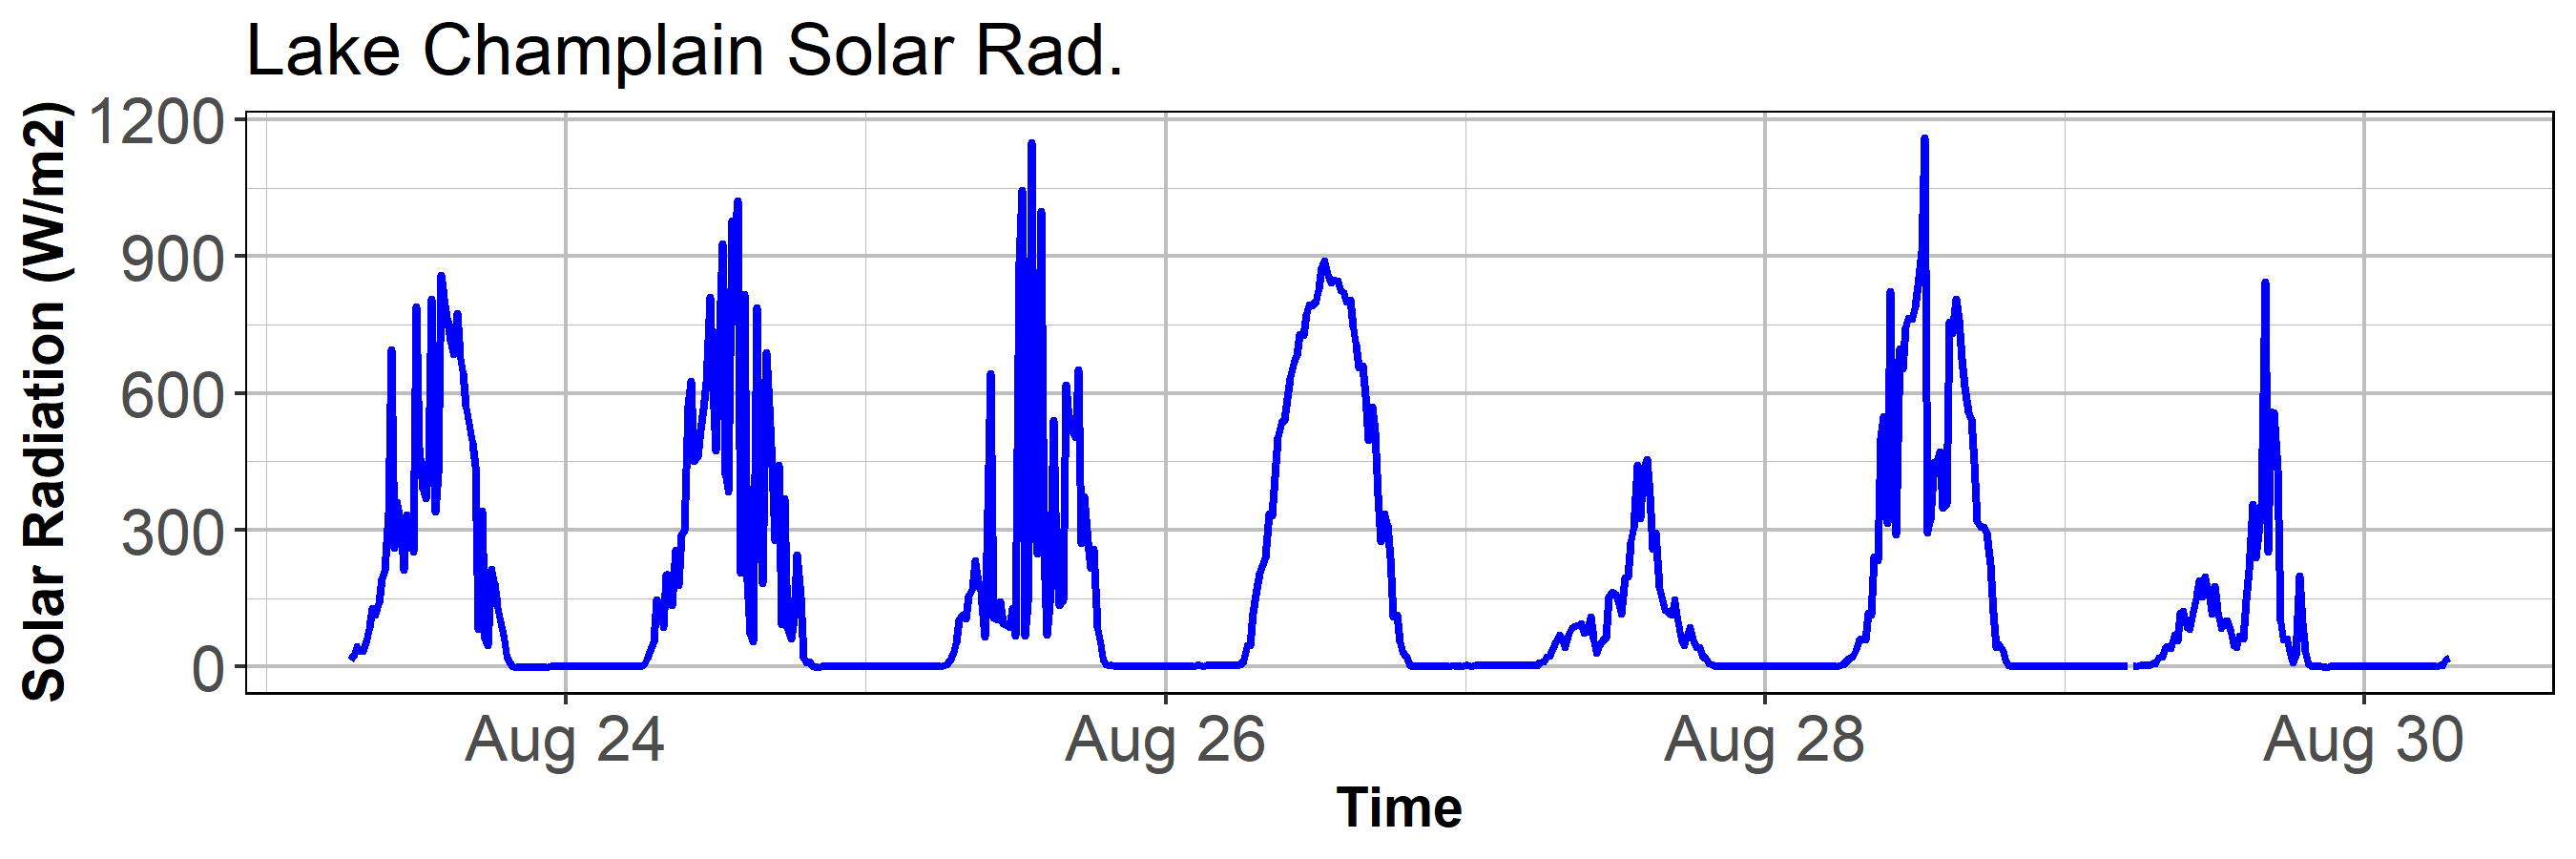 Lake Champlain Solar Rad.
Solar Radiation (W/m2)
1200
900
600
300
0
Aug 24 Aug 26 Aug 28 Aug 30
Time